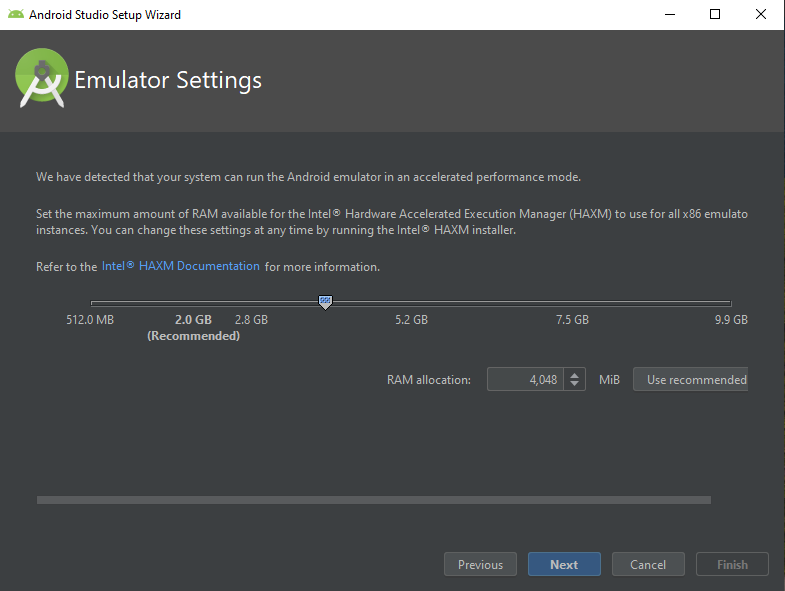 Android Studio Setup Wizard
Emulator Settings
We have detected that your system can run the Android emulator in an accelerated performance mode.
Set the maximum amount of RAM available for the Intel® Hardware Accelerated Execution Manager (HAXM) to use for all x86 emulato
instances. You can change these settings at any time by running the Intel® HAXM installer.
Refer to the Intel® HAXM Documentation for more information.
512.0 MB 2.0 GB 2.8 GB 5.2 GB 7.5 GB 9.9 GB
(Recommended)
RAM allocation: 4,048 MiB Use recommended
Previous Next Cancel Finish